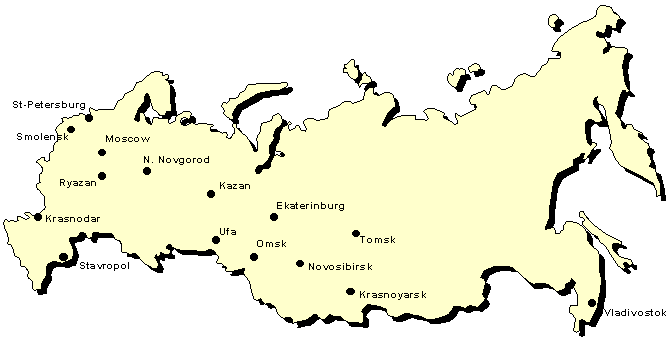 St-Petersburg
Smolensk
Moscow
N. Novgorod
Ryazan
Kazan
Ekaterinburg
Krasnodar
Ufa
Tomsk
Omsk
Stavropol
Novosibirsk
Krasnoyarsk
Vladivostok